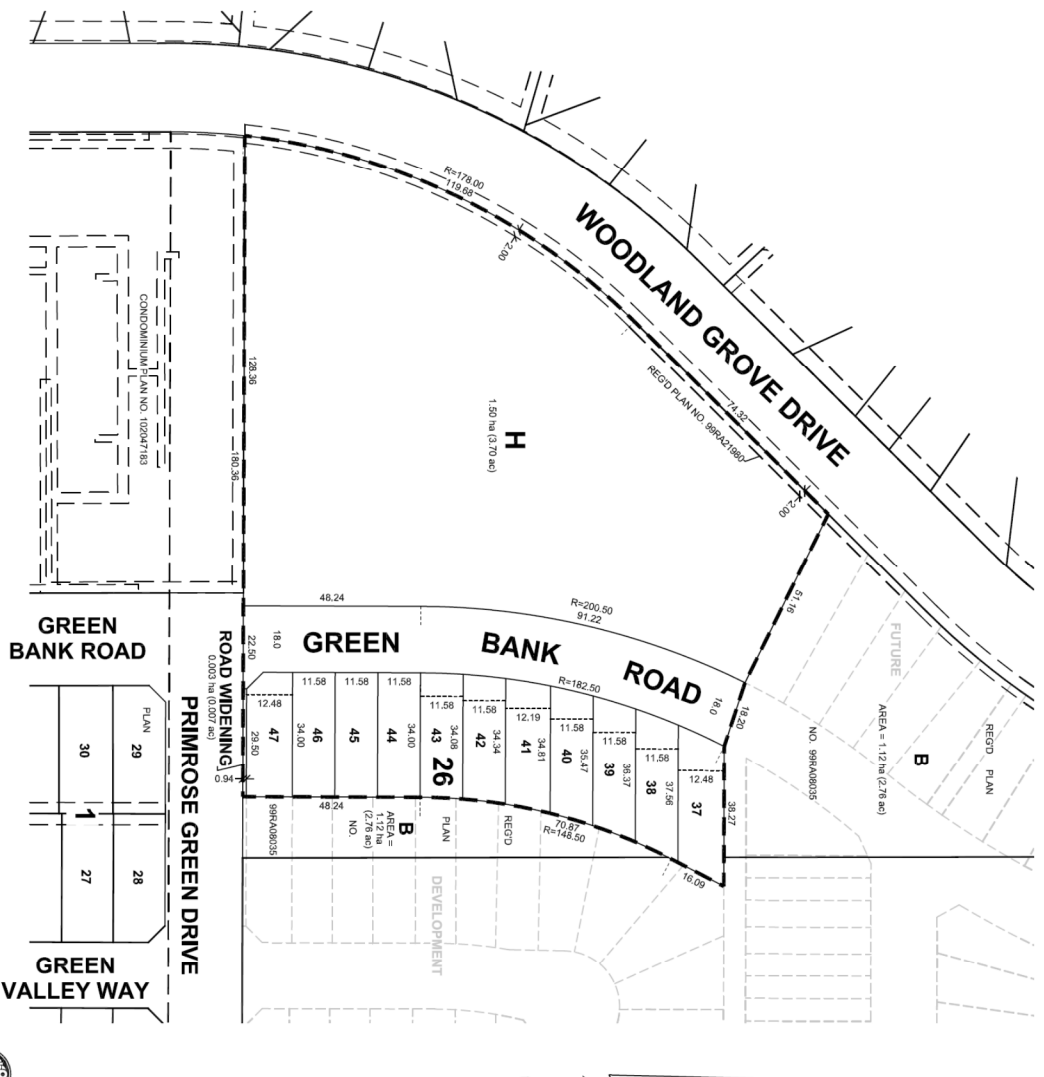 R=178.00
119.68
2.00
WOODLAND GROVE DRIVE
74.32
REG'D PLAN NO. 99RA21980
2.00
CONDOMINIUM PLAN NO. 102047183
128.36
180.36
H
1.50 ha (3.70 ac)
51.16
FUTURE
AREA = 1.12 ha (2.76 ac)
B
REG'D PLAN
NO. 99RA08035
48.24
R=200.50
91.22
GREEN BANK ROAD
GREEN
BANK ROAD
18.0
22.50
R=182.50
18.0
18.20
ROAD WIDENING
0.003 ha (0.007 ac)
0.94
PRIMROSE GREEN DRIVE
12.48
11.58
11.58
11.58
11.58
11.58
12.19
11.58
11.58
11.58
12.48
29.50
47
34.00
46
45
44
34.00
43
34.08
42
34.34
41
34.81
40
35.47
39
36.37
38
37.56
37
38.27
26
48.24
70.87
R=148.50
16.09
99RA08035
NO.
AREA =
1.12 ha
(2.76 ac)
B
PLAN
REG'D
DEVELOPMENT
PLAN
30
29
1
27
28
GREEN
VALLEY WAY